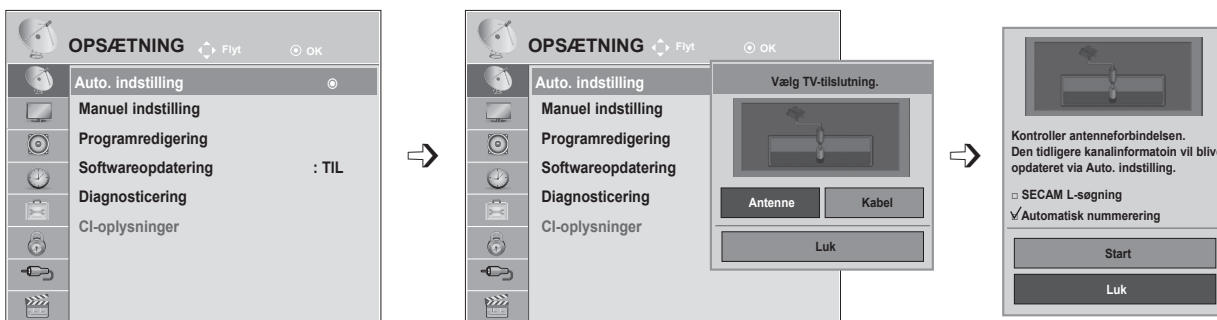 OPSÆTNING Flyt OK
Auto. indstilling
Manuel indstilling
Programredigering
Softwareopdatering : TIL
Diagnosticering
CI-oplysninger
OPSÆTNING Flyt OK
Auto. indstilling
Manuel indstilling
Programredigering
Softwareopdatering
Diagnosticering
CI-oplysninger
Vælg TV-tilslutning.
Antenne Kabel
Luk
Kontroller antenneforbindelsen.
Den tidligere kanalinformatoin vil blive
opdateret via Auto. indstilling.
SECAM L-søgning
Automatisk nummerering
Start
Luk